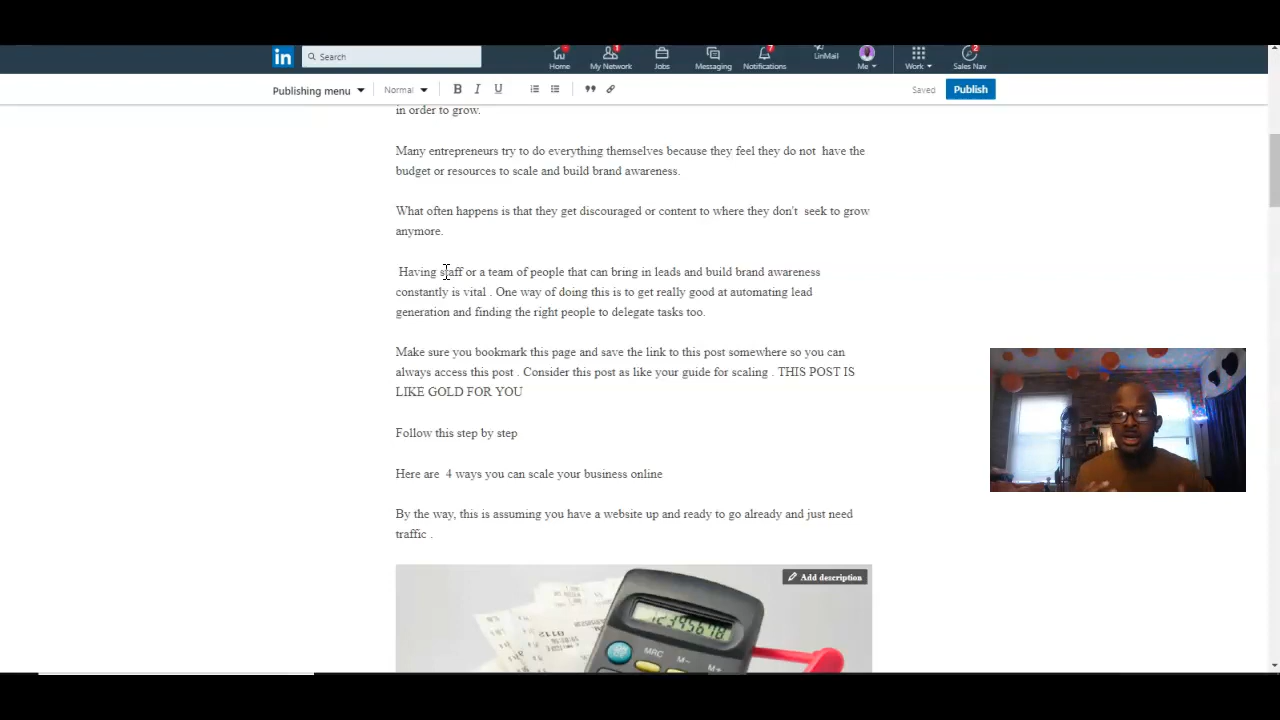 in
Search
Home
My Network
1
Jobs
Messaging
Notifications
7
LinMail
Me
Work
Sales Nav
2
Publishing menu
Normal
B I U
Saved
Publish
in order to grow.
Many entrepreneurs try to do everything themselves because they feel they do not  have the
budget or resources to scale and build brand awareness.
What often happens is that they get discouraged or content to where they don't  seek to grow
anymore.
Having staff or a team of people that can bring in leads and build brand awareness
constantly is vital . One way of doing this is to get really good at automating lead
generation and finding the right people to delegate tasks too.
Make sure you bookmark this page and save the link to this post somewhere so you can
always access this post . Consider this post as like your guide for scaling . THIS POST IS
LIKE GOLD FOR YOU
Follow this step by step
Here are  4 ways you can scale your business online
By the way, this is assuming you have a website up and ready to go already and just need
traffic .
Add description
12345678
MRC
M-
M+